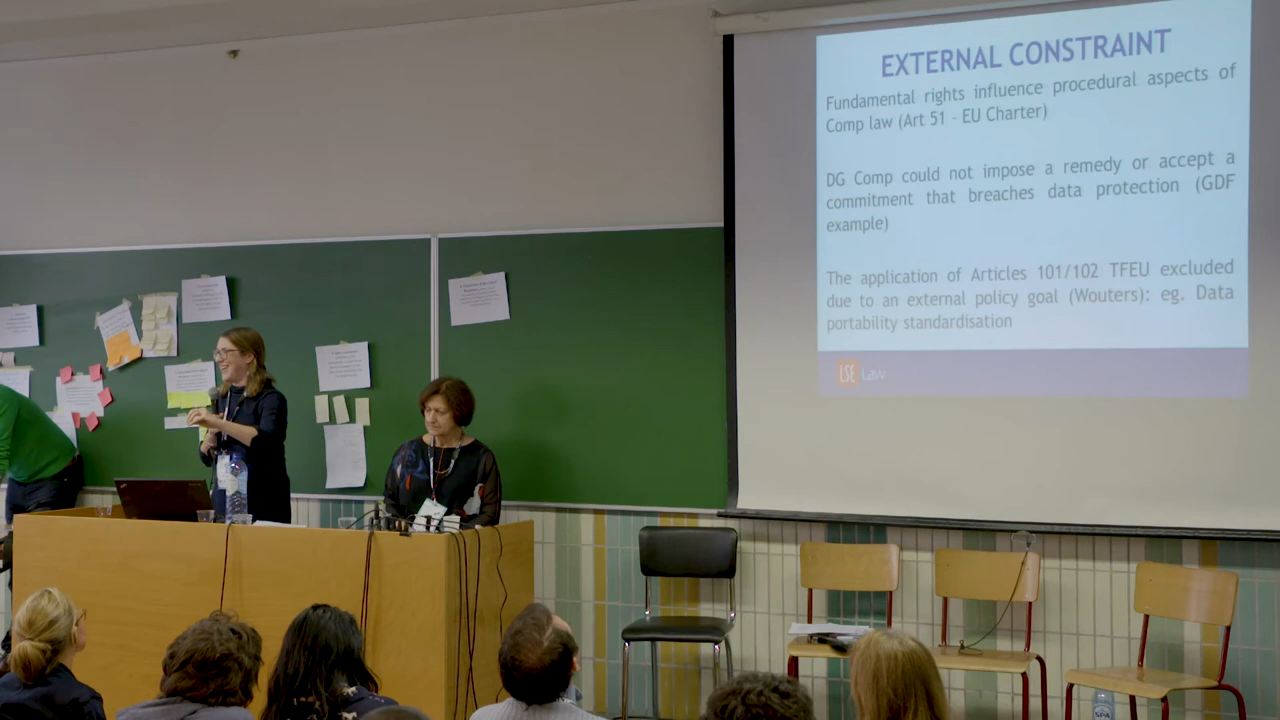 EXTERNAL CONSTRAINT
Fundamental rights influence procedural aspects of
Comp law (Art 51 - EU Charter)
DG Comp could not impose a remedy or accept a
commitment that breaches data protection (GDF
example)
The application of Articles 101/102 TFEU excluded
due to an external policy goal (Wouters): eg. Data
portability standardisation
LSE Law
SPA